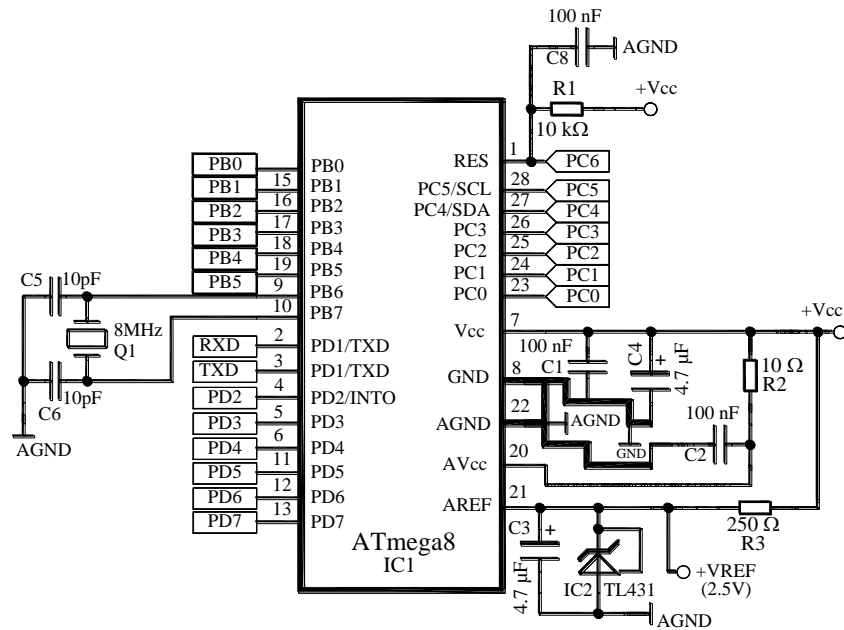 100 nF
C8
AGND
R1
+Vcc
10 kΩ
1
RES
PC6
PB0
PB0
28
15
PB1
PB1
PC5/SCL
PC5
27
16
PB2
PB2
PC4/SDA
PC4
26
17
PB3
PB3
PC3
PC3
25
18
PB4
PB4
PC2
PC2
24
19
PB5
PB5
PC1
PC1
23
9
PB6
PC0
PC0
C5
10pF
10
PB7
8MHz
Q1
10pF
C6
AGND
7
Vcc
+Vcc
2
RXD
PD1/TXD
3
TXD
PD1/TXD
100 nF
C1
C4
4.7 µF
10 Ω
R2
8
GND
4
PD2
PD2/INTO
22
AGND
AGND
GND
100 nF
C2
5
PD3
PD3
6
PD4
PD4
20
AVcc
11
PD5
PD5
12
PD6
PD6
21
AREF
13
PD7
PD7
C3
4.7 µF
250 Ω
R3
ATmega8
IC1
IC2
TL431
+VREF
(2.5V)
AGND